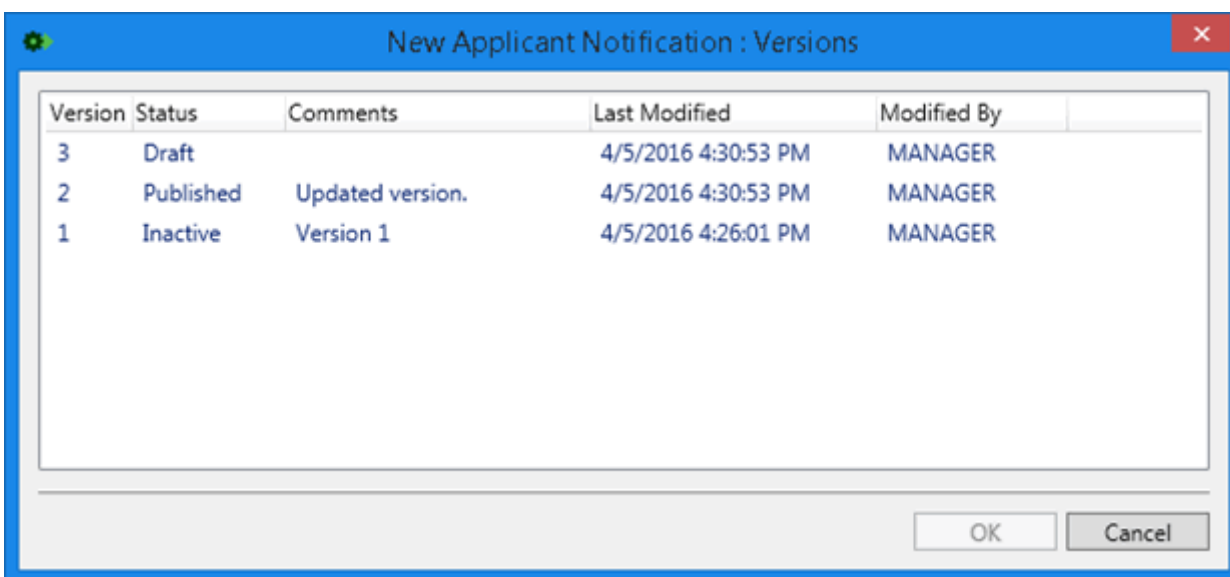 New Applicant Notification : Versions
Version Status Comments Last Modified Modified By
3 Draft 4/5/2016 4:30:53 PM MANAGER
2 Published Updated version. 4/5/2016 4:30:53 PM MANAGER
1 Inactive Version 1 4/5/2016 4:26:01 PM MANAGER
OK Cancel